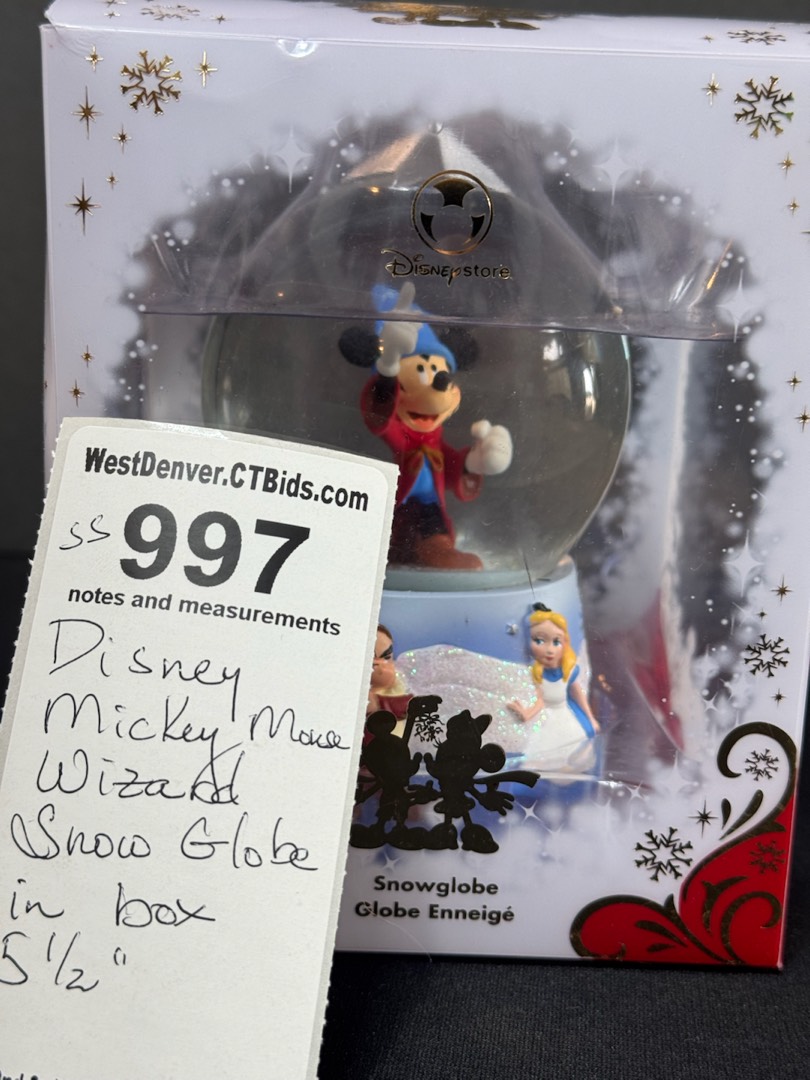 Disnepstore
WestDenver.CTBids.com
SS 997
notes and measurements
Disney
Mickey Mouse
Wizard
Snow Globe
in box
5 1/2"
Snowglobe
Globe Enneigé